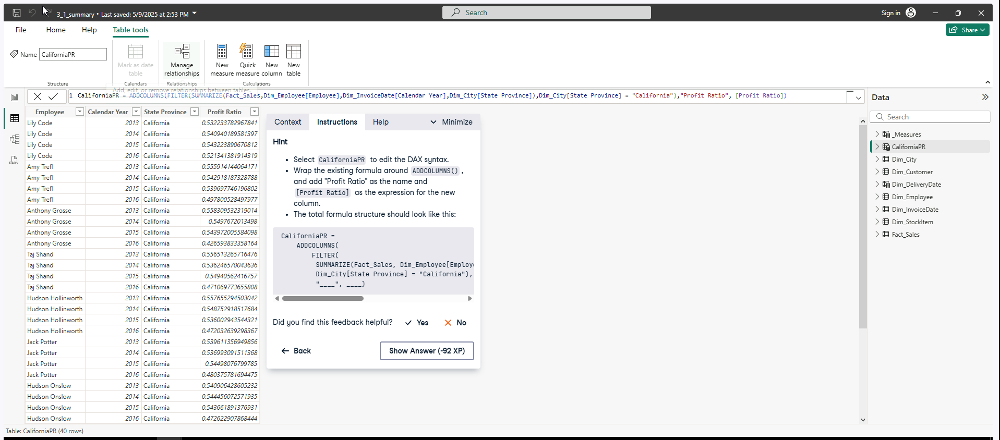 3_1_summary • Last saved: 5/9/2025 at 2:53 PM
Search
Sign in
File Home Help Table tools
Share
Name CaliforniaPR
Mark as date table
Manage relationships
New measure
Quick measure
New column
New table
Structure Calendars Relationships Calculations
Add, edit, or remove relationships between tables.
1 CaliforniaPR = ADDCOLUMNS(FILTER(SUMMARIZE(Fact_Sales,Dim_Employee[Employee],Dim_InvoiceDate[Calendar Year],Dim_City[State Province]),Dim_City[State Province] = "California"),"Profit Ratio", [Profit Ratio])
Employee Calendar Year State Province Profit Ratio
Lily Code 2013 California 0.532233782967841
Lily Code 2014 California 0.540940189581397
Lily Code 2015 California 0.543223890670812
Lily Code 2016 California 0.521341381914319
Amy Trefl 2013 California 0.555914144064171
Amy Trefl 2014 California 0.542918187328788
Amy Trefl 2015 California 0.539697746196802
Amy Trefl 2016 California 0.497800528497977
Anthony Grosse 2013 California 0.558309532319014
Anthony Grosse 2014 California 0.5497672013498
Anthony Grosse 2015 California 0.543972005584098
Anthony Grosse 2016 California 0.426593833358164
Taj Shand 2013 California 0.556513265716476
Taj Shand 2014 California 0.536246570043636
Taj Shand 2015 California 0.54940562416757
Taj Shand 2016 California 0.471069773655808
Hudson Hollinworth 2013 California 0.557655294503042
Hudson Hollinworth 2014 California 0.548752918517684
Hudson Hollinworth 2015 California 0.536002943544321
Hudson Hollinworth 2016 California 0.472032639298367
Jack Potter 2013 California 0.539611356949856
Jack Potter 2014 California 0.536993091511368
Jack Potter 2015 California 0.54498076799785
Jack Potter 2016 California 0.480375781694475
Hudson Onslow 2013 California 0.540906428605232
Hudson Onslow 2014 California 0.544456072571935
Hudson Onslow 2015 California 0.543661891376931
Hudson Onslow 2016 California 0.472622907868444
Table: CaliforniaPR (40 rows)
Context Instructions Help Minimize
Hint
• Select CaliforniaPR to edit the DAX syntax.
• Wrap the existing formula around ADDCOLUMNS() ,
and add "Profit Ratio" as the name and
[Profit Ratio] as the expression for the new
column.
• The total formula structure should look like this:
CaliforniaPR =
ADDCOLUMNS(
FILTER(
SUMMARIZE(Fact_Sales, Dim_Employee[Employe
Dim_City[State Province] = "California"),
"____", ____)
Did you find this feedback helpful? Yes No
Back
Show Answer (-92 XP)
Data
Search
_Measures
CaliforniaPR
Dim_City
Dim_Customer
Dim_DeliveryDate
Dim_Employee
Dim_InvoiceDate
Dim_StockItem
Fact_Sales